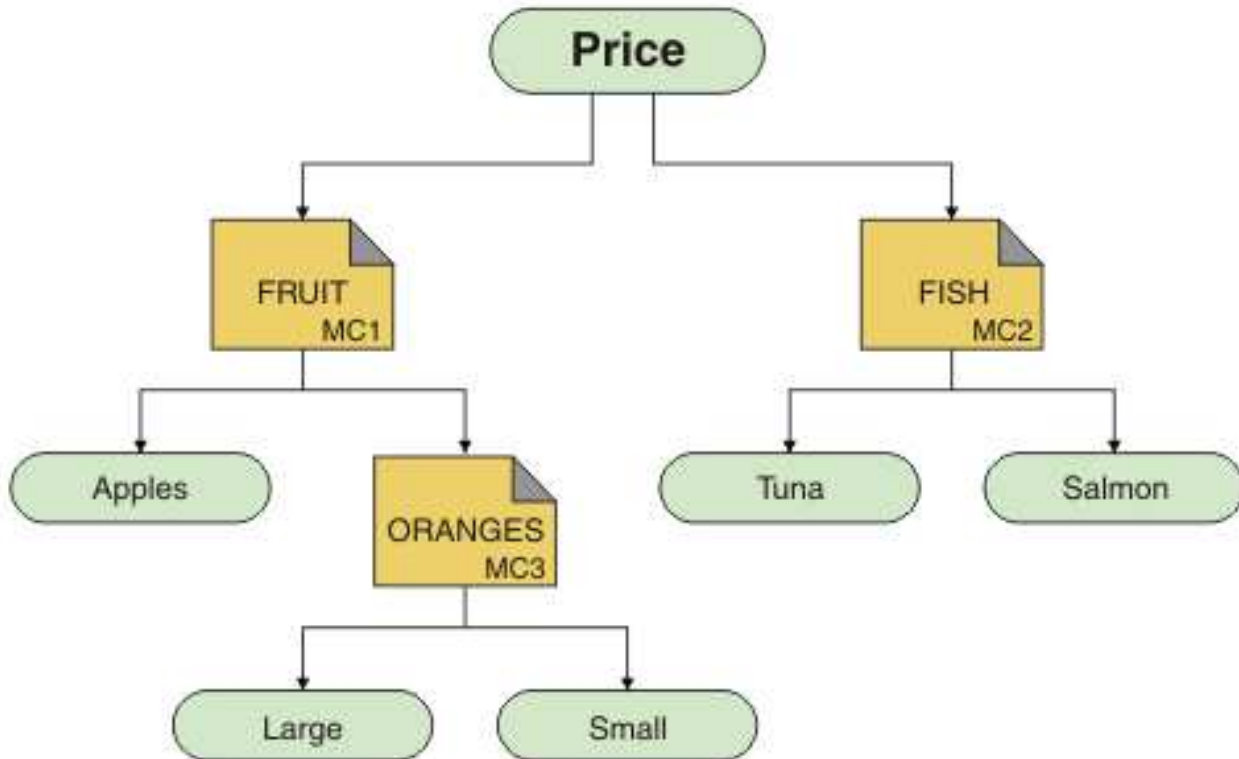 Price
FRUIT
MC1
FISH
MC2
Apples
ORANGES
MC3
Tuna
Salmon
Large
Small